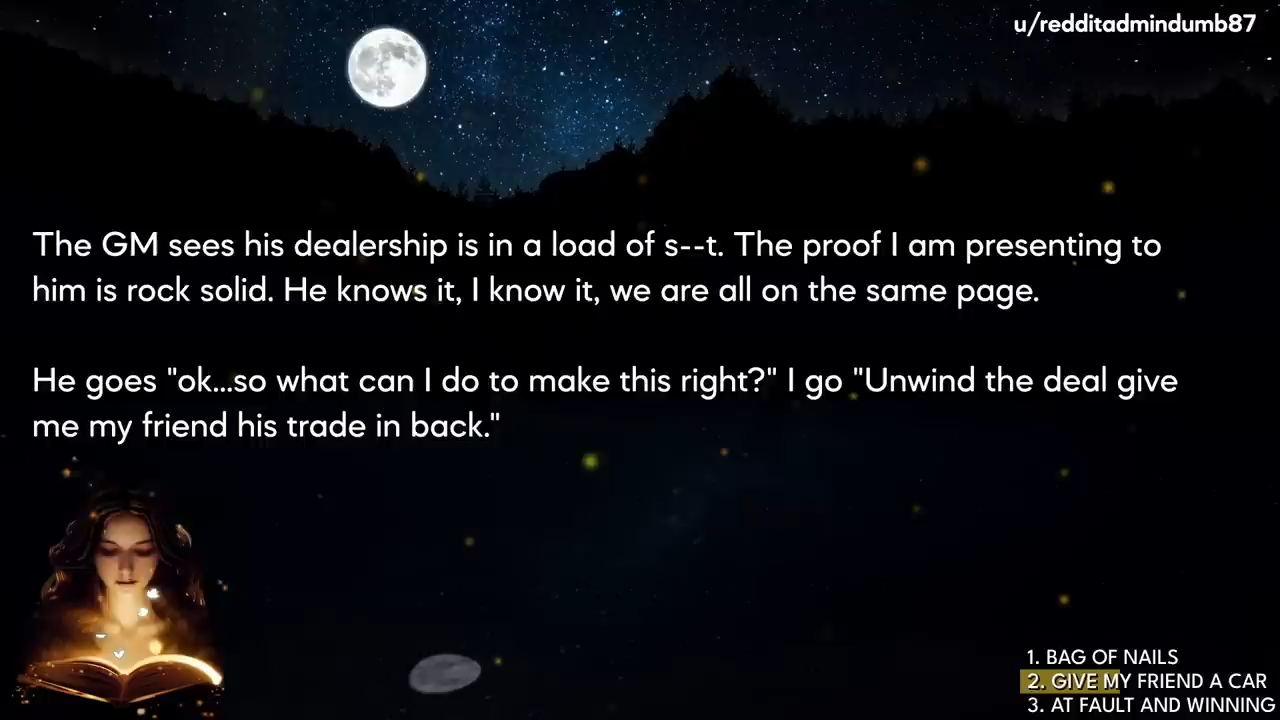 u/redditadmindumb87
The GM sees his dealership is in a load of s--t. The proof I am presenting to
him is rock solid. He knows it, I know it, we are all on the same page.
He goes "ok...so what can I do to make this right?" I go "Unwind the deal give
me my friend his trade in back."
1. BAG OF NAILS
2. GIVE MY FRIEND A CAR
3. AT FAULT AND WINNING